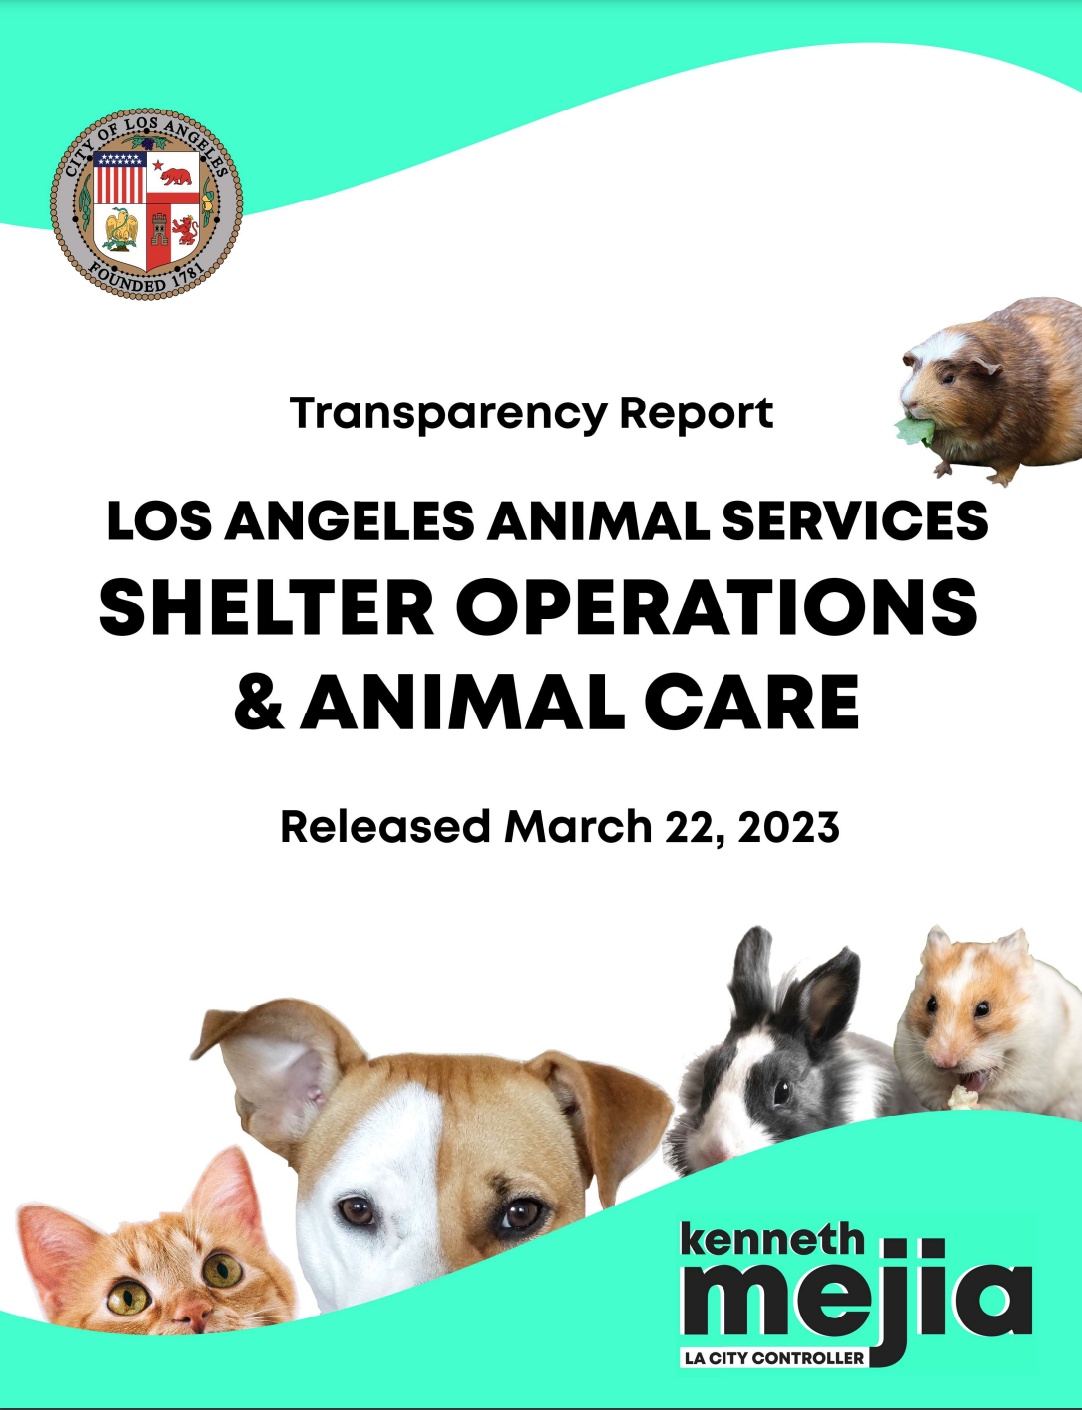 CITY OF LOS ANGELES
FOUNDED 1781
Transparency Report
LOS ANGELES ANIMAL SERVICES
SHELTER OPERATIONS
& ANIMAL CARE
Released March 22, 2023
kenneth
mejia
LA CITY CONTROLLER